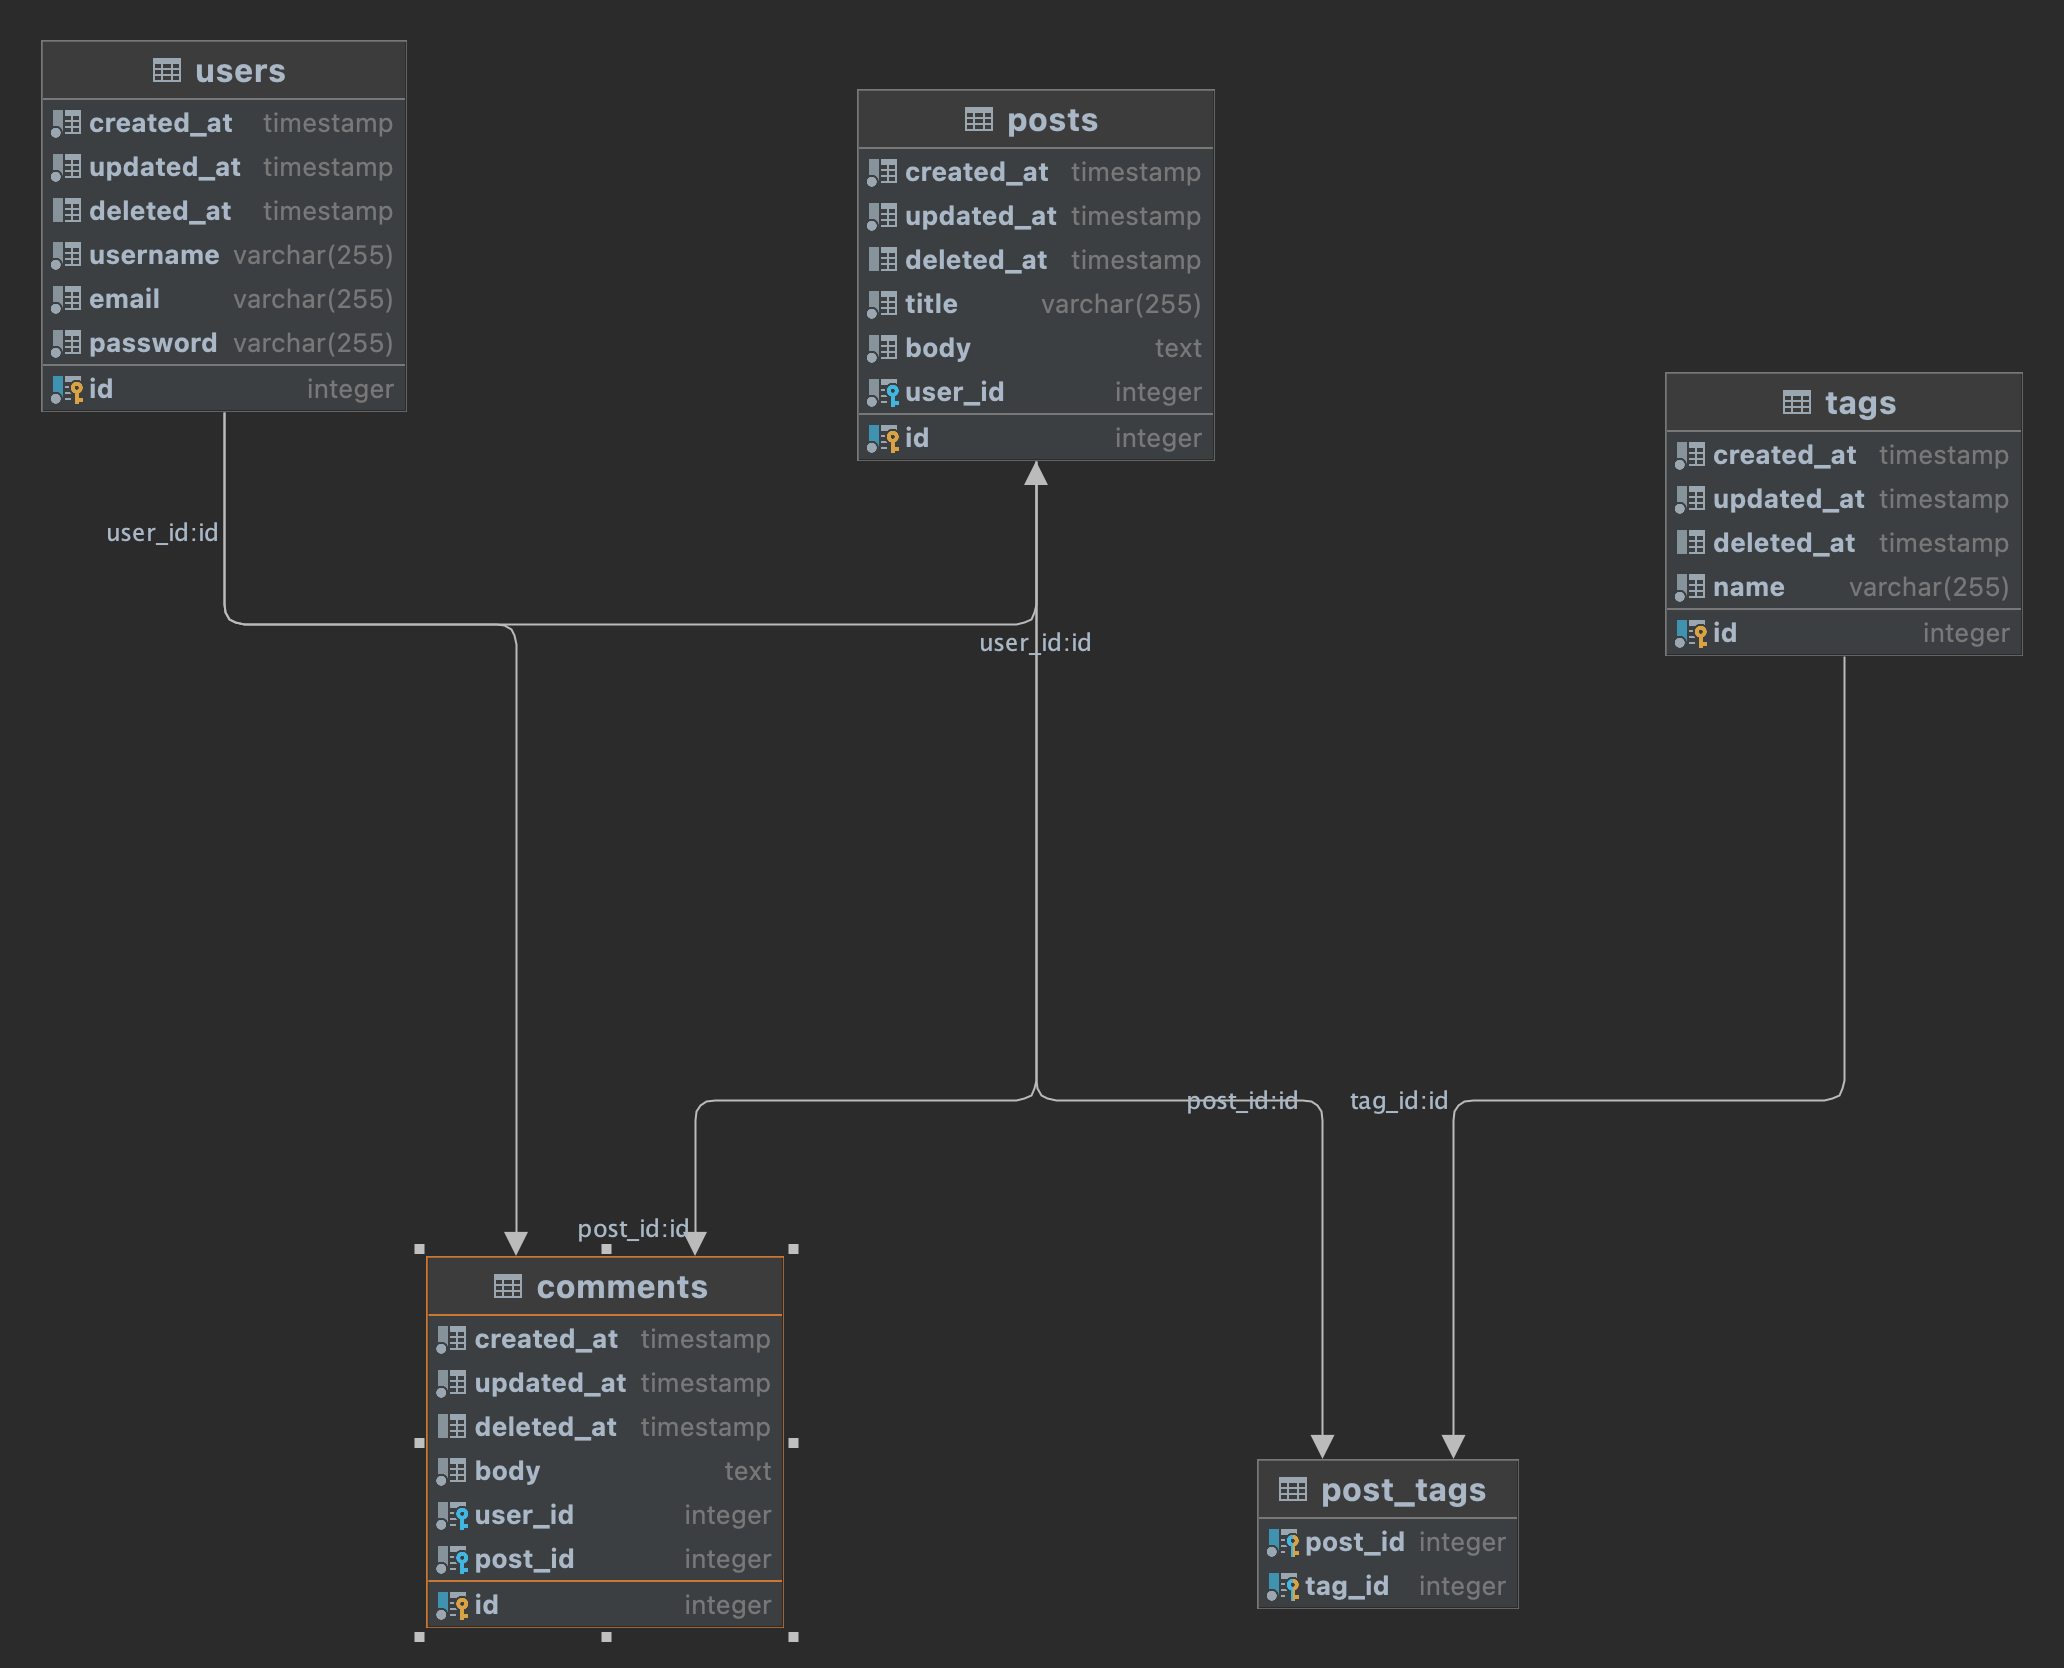 users
created_at timestamp
updated_at timestamp
deleted_at timestamp
username varchar(255)
email varchar(255)
password varchar(255)
id integer
posts
created_at timestamp
updated_at timestamp
deleted_at timestamp
title varchar(255)
body text
user_id integer
id integer
tags
created_at timestamp
updated_at timestamp
deleted_at timestamp
name varchar(255)
id integer
user_id:id
user_id:id
post_id:id
tag_id:id
post_id:id
comments
created_at timestamp
updated_at timestamp
deleted_at timestamp
body text
user_id integer
post_id integer
id integer
post_tags
post_id integer
tag_id integer